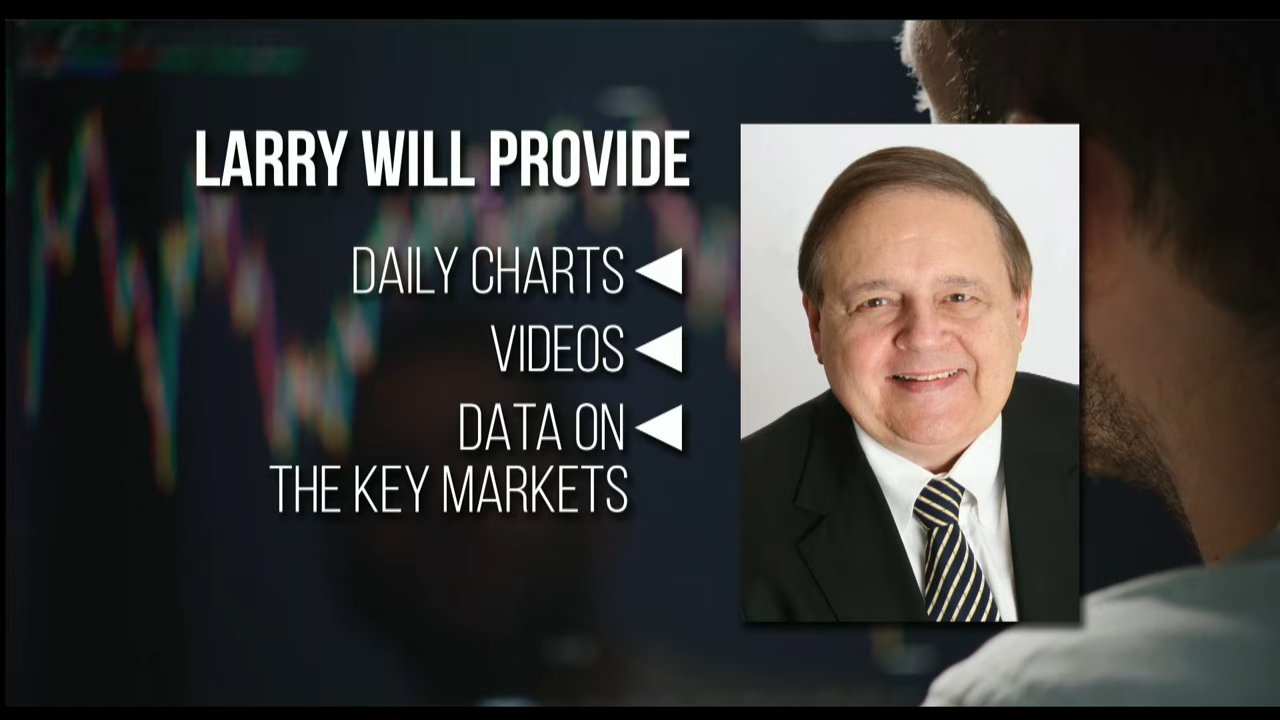 LARRY WILL PROVIDE
DAILY CHARTS
VIDEOS
DATA ON
THE KEY MARKETS